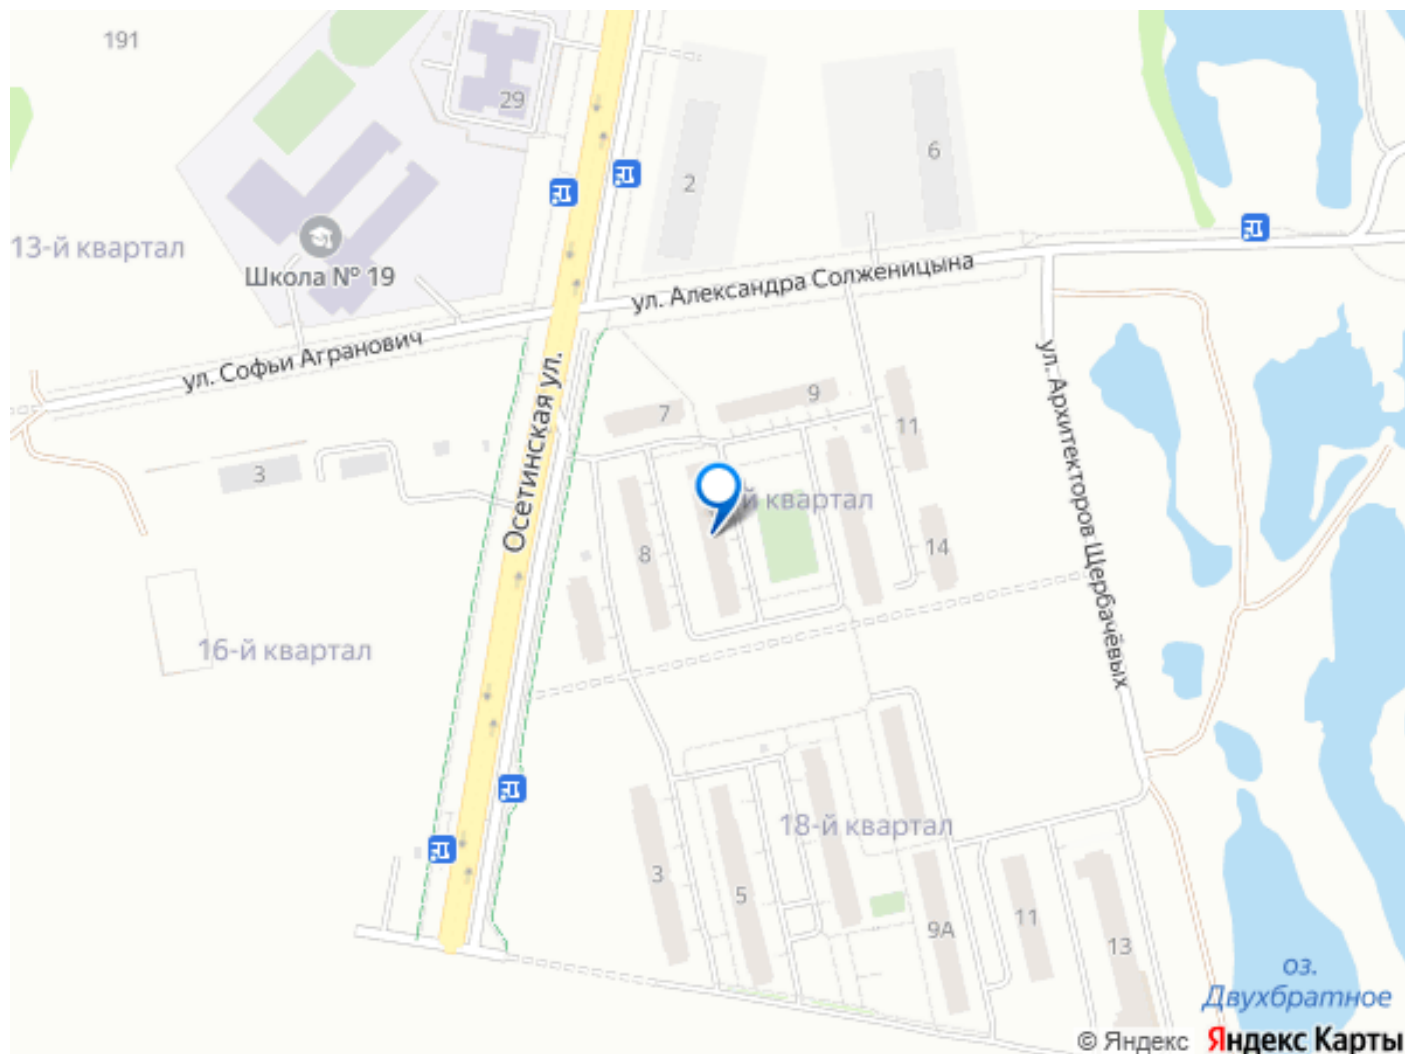 191
29
2
6
13-й квартал
Школа № 19
ул. Софьи Агранович
ул. Александра Солженицына
Осетинская ул.
ул. Архитекторов Щербачёвых
7
9
11
3
й квартал
8
14
16-й квартал
18-й квартал
3
5
9А
11
13
оз.
Двухбратное
© Яндекс Яндекс Карты